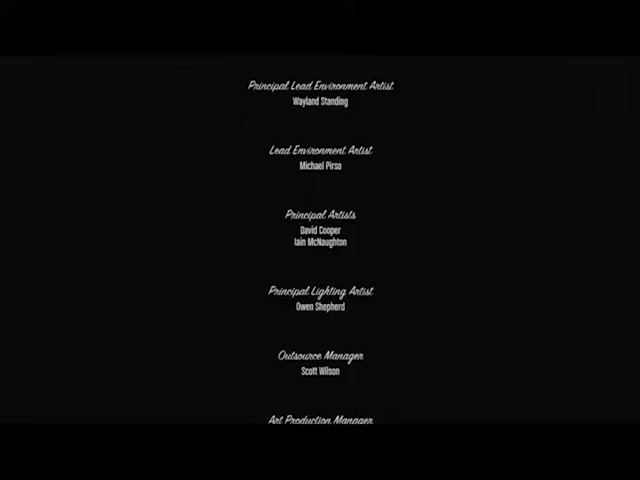 Principal Lead Environment Artist
Wayland Standing
Lead Environment Artist
Michael Pirso
Principal Artists
David Cooper
Iain McNaughton
Principal Lighting Artist
Owen Shepherd
Outsource Manager
Scott Wilson
Art Production Manager